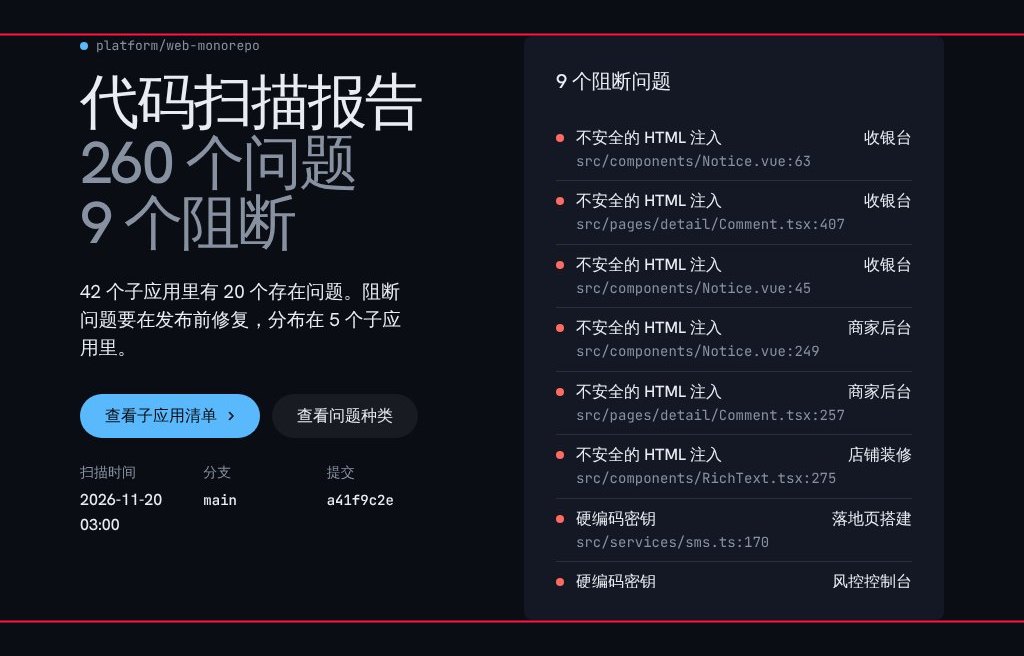 platform/web-monorepo
代码扫描报告
260 个问题
9 个阻断
42 个子应用里有 20 个存在问题。阻断
问题要在发布前修复，分布在 5 个子应
用里。
查看子应用清单 ›
查看问题种类
扫描时间
2026-11-20
03:00
分支
main
提交
a41f9c2e
9 个阻断问题
不安全的 HTML 注入 收银台
src/components/Notice.vue:63
不安全的 HTML 注入 收银台
src/pages/detail/Comment.tsx:407
不安全的 HTML 注入 收银台
src/components/Notice.vue:45
不安全的 HTML 注入 商家后台
src/components/Notice.vue:249
不安全的 HTML 注入 商家后台
src/pages/detail/Comment.tsx:257
不安全的 HTML 注入 店铺装修
src/components/RichText.tsx:275
硬编码密钥 落地页搭建
src/services/sms.ts:170
硬编码密钥 风控控制台